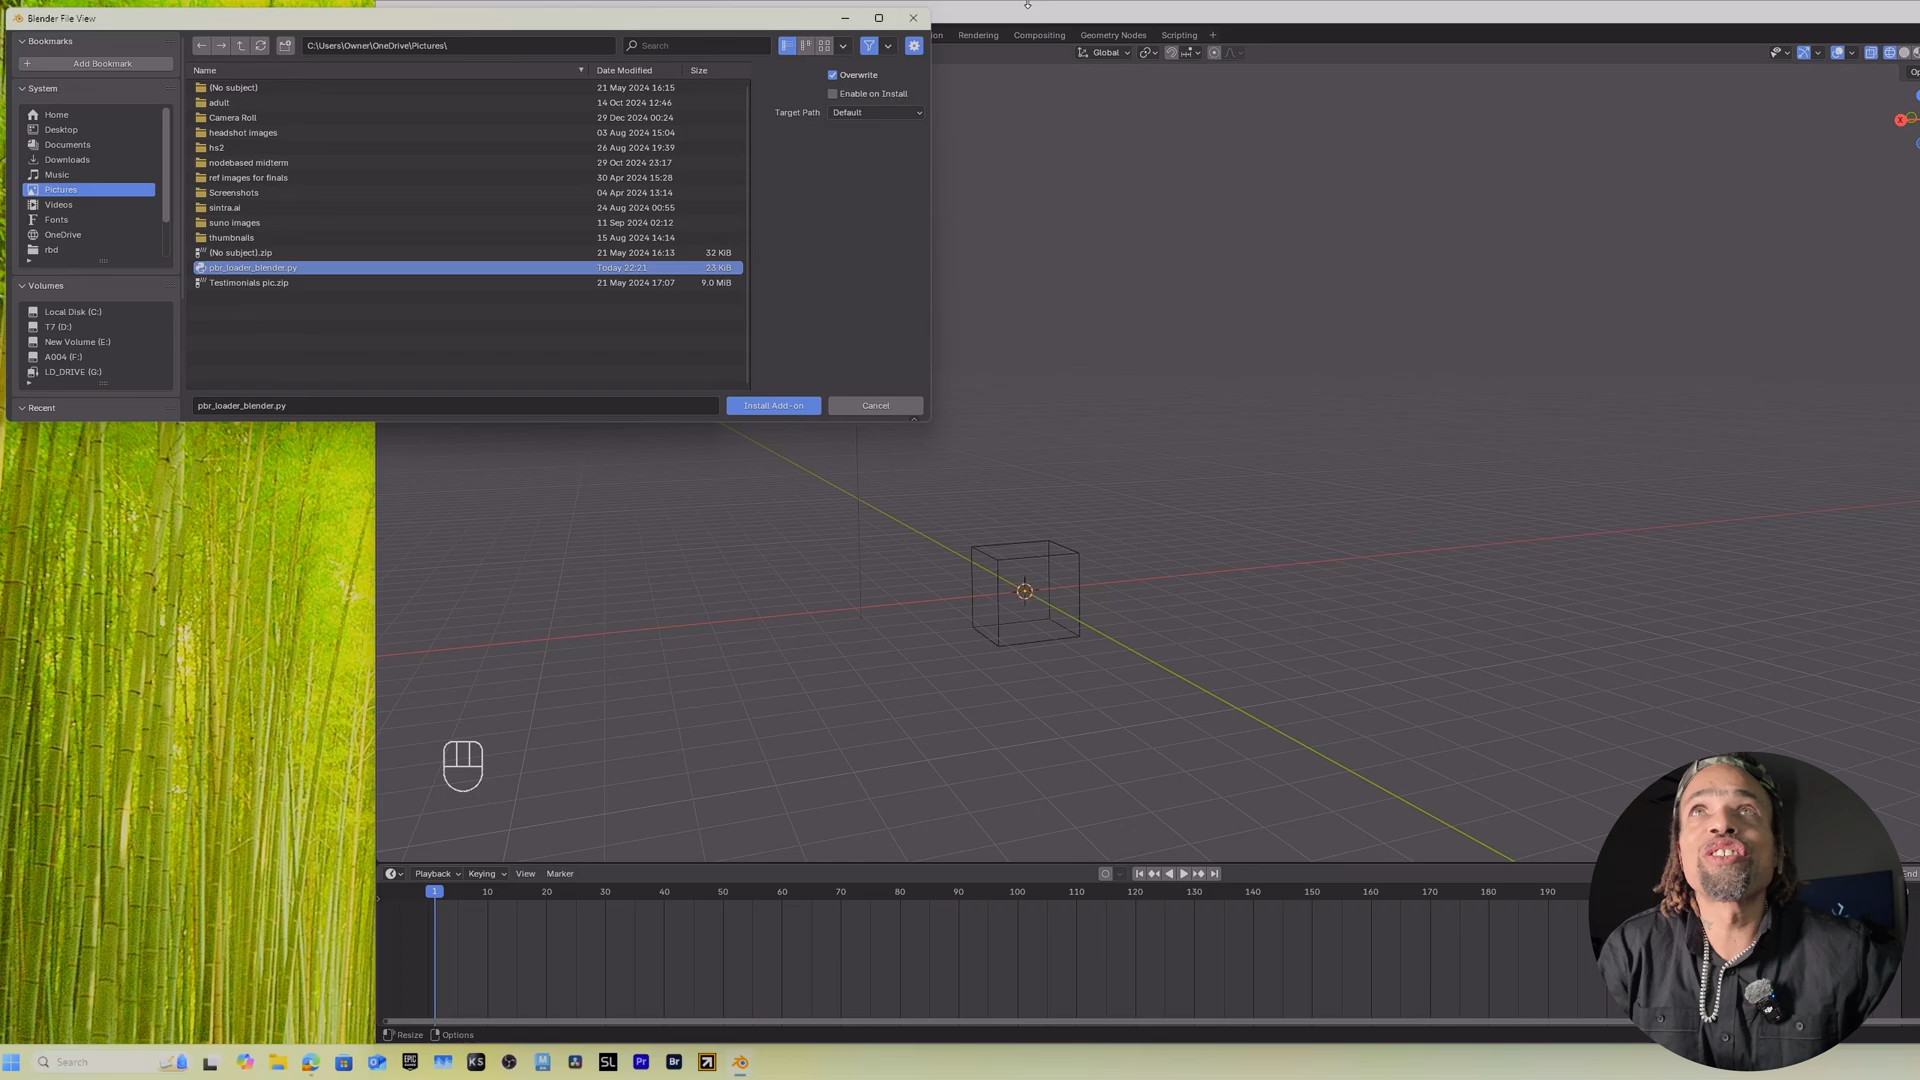 Blender File View
Bookmarks
Add Bookmark
System
Home
Desktop
Documents
Downloads
Music
Pictures
Videos
Fonts
OneDrive
rbd
Volumes
Local Disk (C:)
T7 (D:)
New Volume (E:)
A004 (F:)
LD_DRIVE (G:)
Recent
C:\Users\Owner\OneDrive\Pictures\
Search
Name Date Modified Size
(No subject) 21 May 2024 16:15
adult 14 Oct 2024 12:46
Camera Roll 29 Dec 2024 00:24
headshot images 03 Aug 2024 15:04
hs2 26 Aug 2024 19:39
nodebased midterm 29 Oct 2024 23:17
ref images for finals 30 Apr 2024 15:28
Screenshots 04 Apr 2024 13:14
sintra.ai 24 Aug 2024 00:55
suno images 11 Sep 2024 02:12
thumbnails 15 Aug 2024 14:14
(No subject).zip 21 May 2024 16:13 32 KiB
pbr_loader_blender.py Today 22:21 23 KiB
Testimonials pic.zip 21 May 2024 17:07 9.0 MiB
Overwrite
Enable on Install
Target Path Default
pbr_loader_blender.py
Install Add-on
Cancel
Rendering Compositing Geometry Nodes Scripting +
Global
Op
X
Playback Keying View Marker
End
1 10 20 30 40 50 60 70 80 90 100 110 120 130 140 150 160 170 180 190
Resize Options
Search
EPIC GAMES
KS
M
SL
Pr
Br